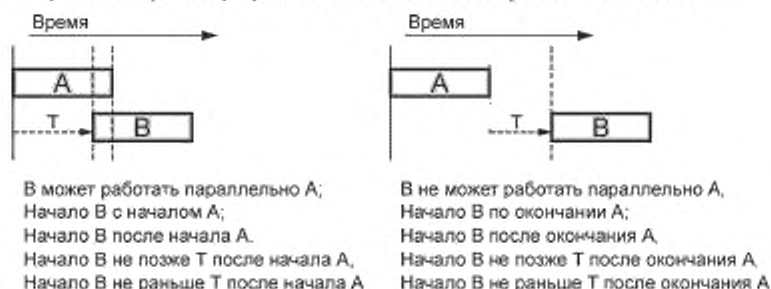 Время
A
T
B
В может работать параллельно А;
Начало В с началом А;
Начало В после начала А.
Начало В не позже Т после начала А,
Начало В не раньше Т после начала А
Время
A
T
B
В не может работать параллельно А,
Начало В по окончании А;
Начало В после окончания А,
Начало В не позже Т после окончания А,
Начало В не раньше Т после окончания А